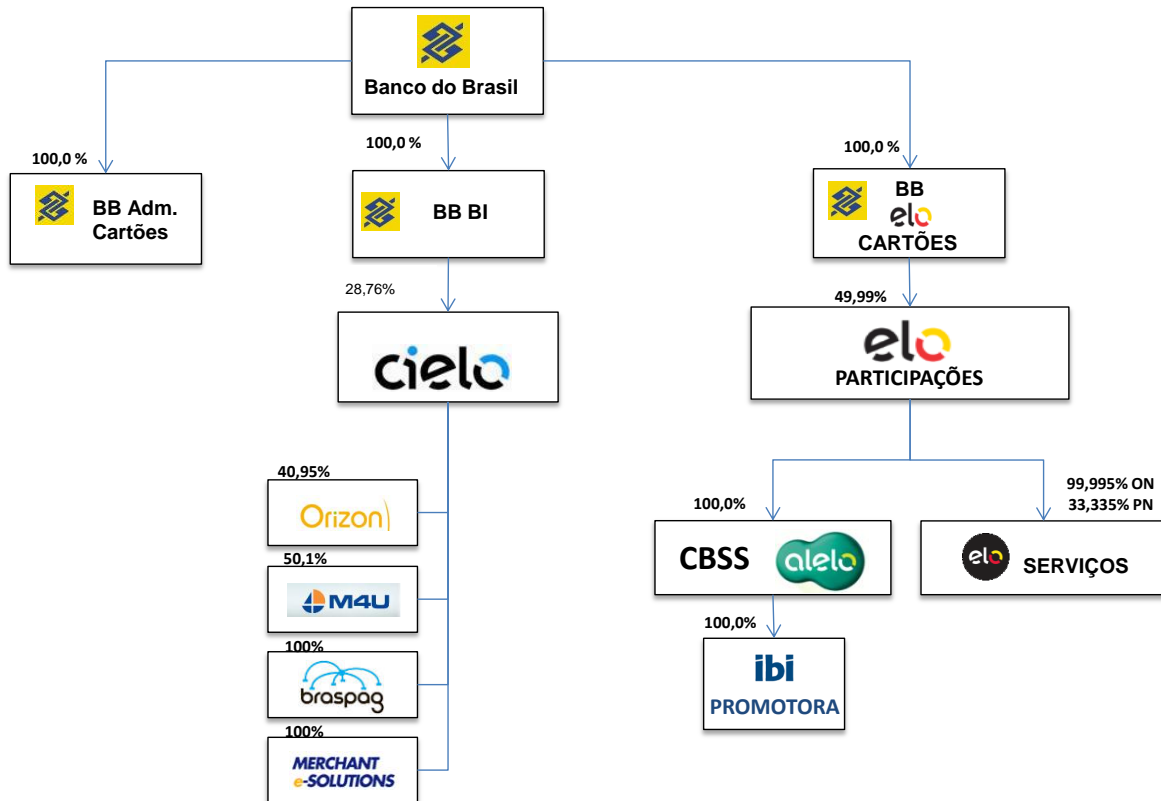 Banco do Brasil
100,0 %
100,0 %
100,0 %
BB Adm.
Cartões
BB BI
BB
elo
CARTÕES
28,76%
49,99%
cielo
elo
PARTICIPAÇÕES
40,95%
Orizon
50,1%
M4U
100%
braspag
100%
MERCHANT
e-SOLUTIONS
100,0%
99,995% ON
33,335% PN
CBSS
alelo
elo
SERVIÇOS
100,0%
ibi
PROMOTORA